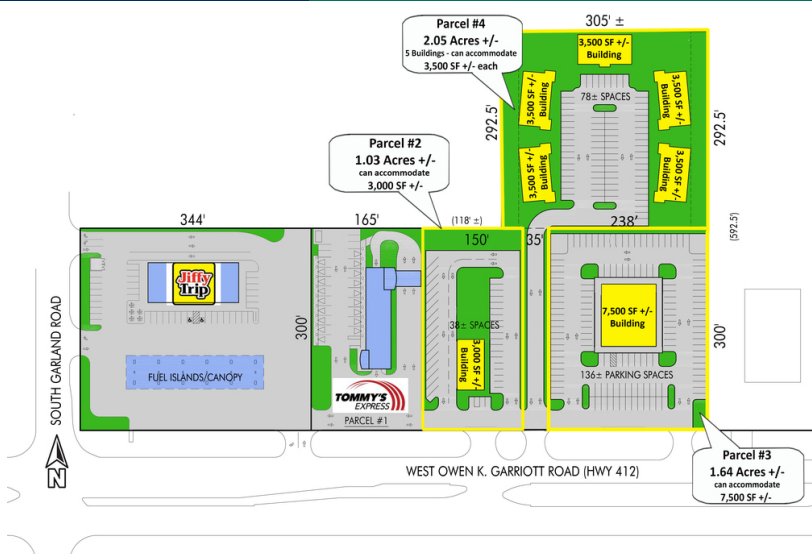 305' ±
Parcel #4
2.05 Acres +/-
5 Buildings - can accommodate
3,500 SF +/- each
3,500 SF +/-
Building
3,500 SF +/-
Building
3,500 SF +/-
Building
78± SPACES
292.5'
292.5'
3,500 SF +/-
Building
3,500 SF +/-
Building
Parcel #2
1.03 Acres +/-
can accommodate
3,000 SF +/-
344'
165'
(118' ±)
150'
35'
238'
(592.5')
Jiffy
Trip
300'
7,500 SF +/-
Building
300'
38± SPACES
3,000 SF +/-
Building
FUEL ISLANDS/CANOPY
136± PARKING SPACES
TOMMY'S
EXPRESS
PARCEL #1
SOUTH GARLAND ROAD
N
WEST OWEN K. GARRIOTT ROAD (HWY 412)
Parcel #3
1.64 Acres +/-
can accommodate
7,500 SF +/-